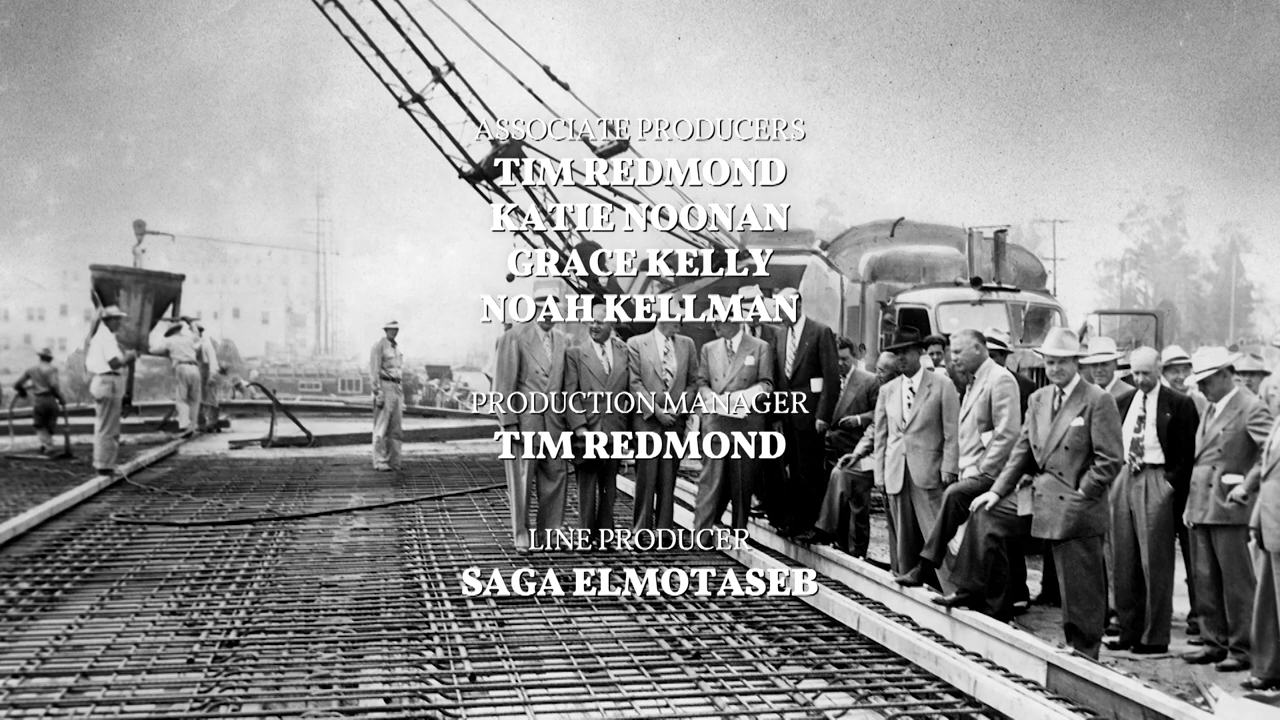 ASSOCIATE PRODUCERS
TIM REDMOND
KATIE NOONAN
GRACE KELLY
NOAH KELLMAN
PRODUCTION MANAGER
TIM REDMOND
LINE PRODUCER
SAGA ELMOTASEB